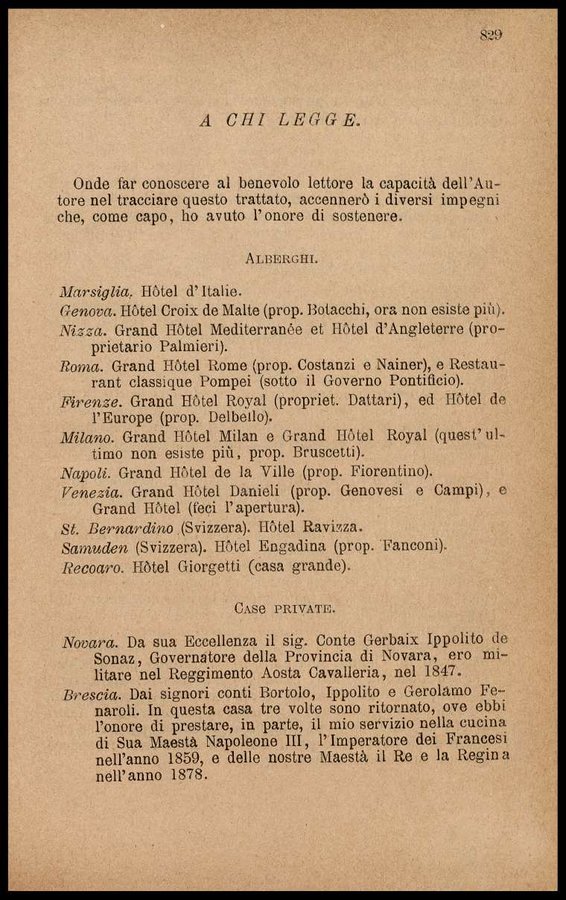 829
A CHI LEGGE.
Onde far conoscere al benevolo lettore la capacità dell'Au-
tore nel tracciare questo trattato, accennerò i diversi impegni
che, come capo, ho avuto l'onore di sostenere.
ALBERGHI.
Marsiglia. Hôtel d'Italie.
Genova. Hôtel Croix de Malte (prop. Botacchi, ora non esiste più).
Nizza. Grand Hôtel Mediterranée et Hôtel d'Angleterre (pro-
prietario Palmieri).
Roma. Grand Hôtel Rome (prop. Costanzi e Nainer), e Restau-
rant classique Pompei (sotto il Governo Pontificio).
Firenze. Grand Hôtel Royal (propriet. Dattari), ed Hôtel de
l'Europe (prop. Delbello).
Milano. Grand Hôtel Milan e Grand Hôtel Royal (quest'ul-
timo non esiste più, prop. Bruscetti).
Napoli. Grand Hôtel de la Ville (prop. Fiorentino).
Venezia. Grand Hôtel Danieli (prop. Genovesi e Campi), e
Grand Hôtel (feci l'apertura).
St. Bernardino (Svizzera). Hôtel Ravizza.
Samuden (Svizzera). Hôtel Engadina (prop. Fanconi).
Recoaro. Hôtel Giorgetti (casa grande).
CASE PRIVATE.
Novara. Da sua Eccellenza il sig. Conte Gerbaix Ippolito de
Sonaz, Governatore della Provincia di Novara, ero mi-
litare nel Reggimento Aosta Cavalleria, nel 1847.
Brescia. Dai signori conti Bortolo, Ippolito e Gerolamo Fe-
naroli. In questa casa tre volte sono ritornato, ove ebbi
l'onore di prestare, in parte, il mio servizio nella cucina
di Sua Maestà Napoleone III, l'Imperatore dei Francesi
nell'anno 1859, e delle nostre Maestà il Re e la Regina
nell'anno 1878.